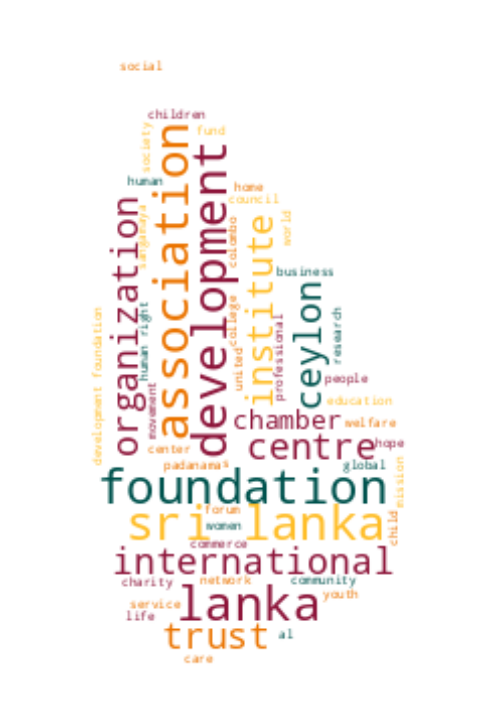 social
children
society
fund
association
development
human
home
council
organization
sangamaya
colombo
world
institute
business
ceylon
human right
college
development foundation
research
professional
united
people
movement
education
chamber
welfare
centre
hope
center
padanama
s
global
mission
foundation
forum
sri lanka
women
child
commerce
international
charity
network
community
lanka
youth
service
life
trust
al
care